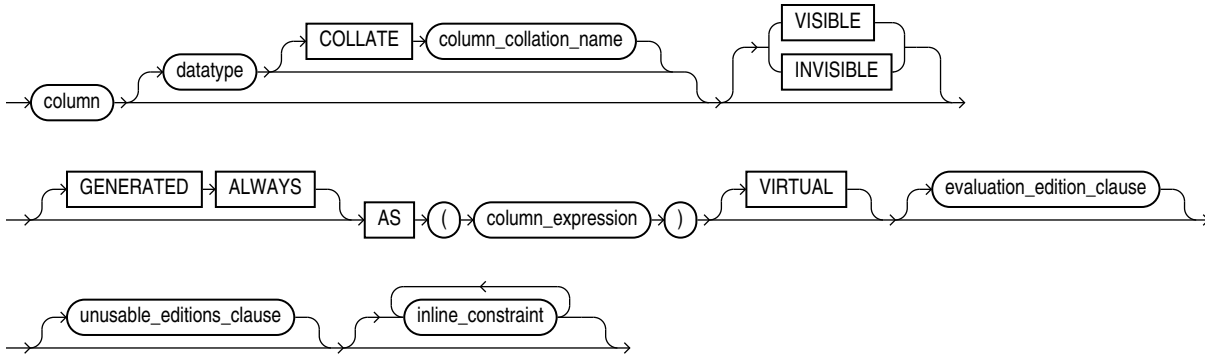 COLLATE column_collation_name VISIBLE
datatype INVISIBLE
column
GENERATED ALWAYS VIRTUAL evaluation_edition_clause
AS ( column_expression )
unusable_editions_clause inline_constraint